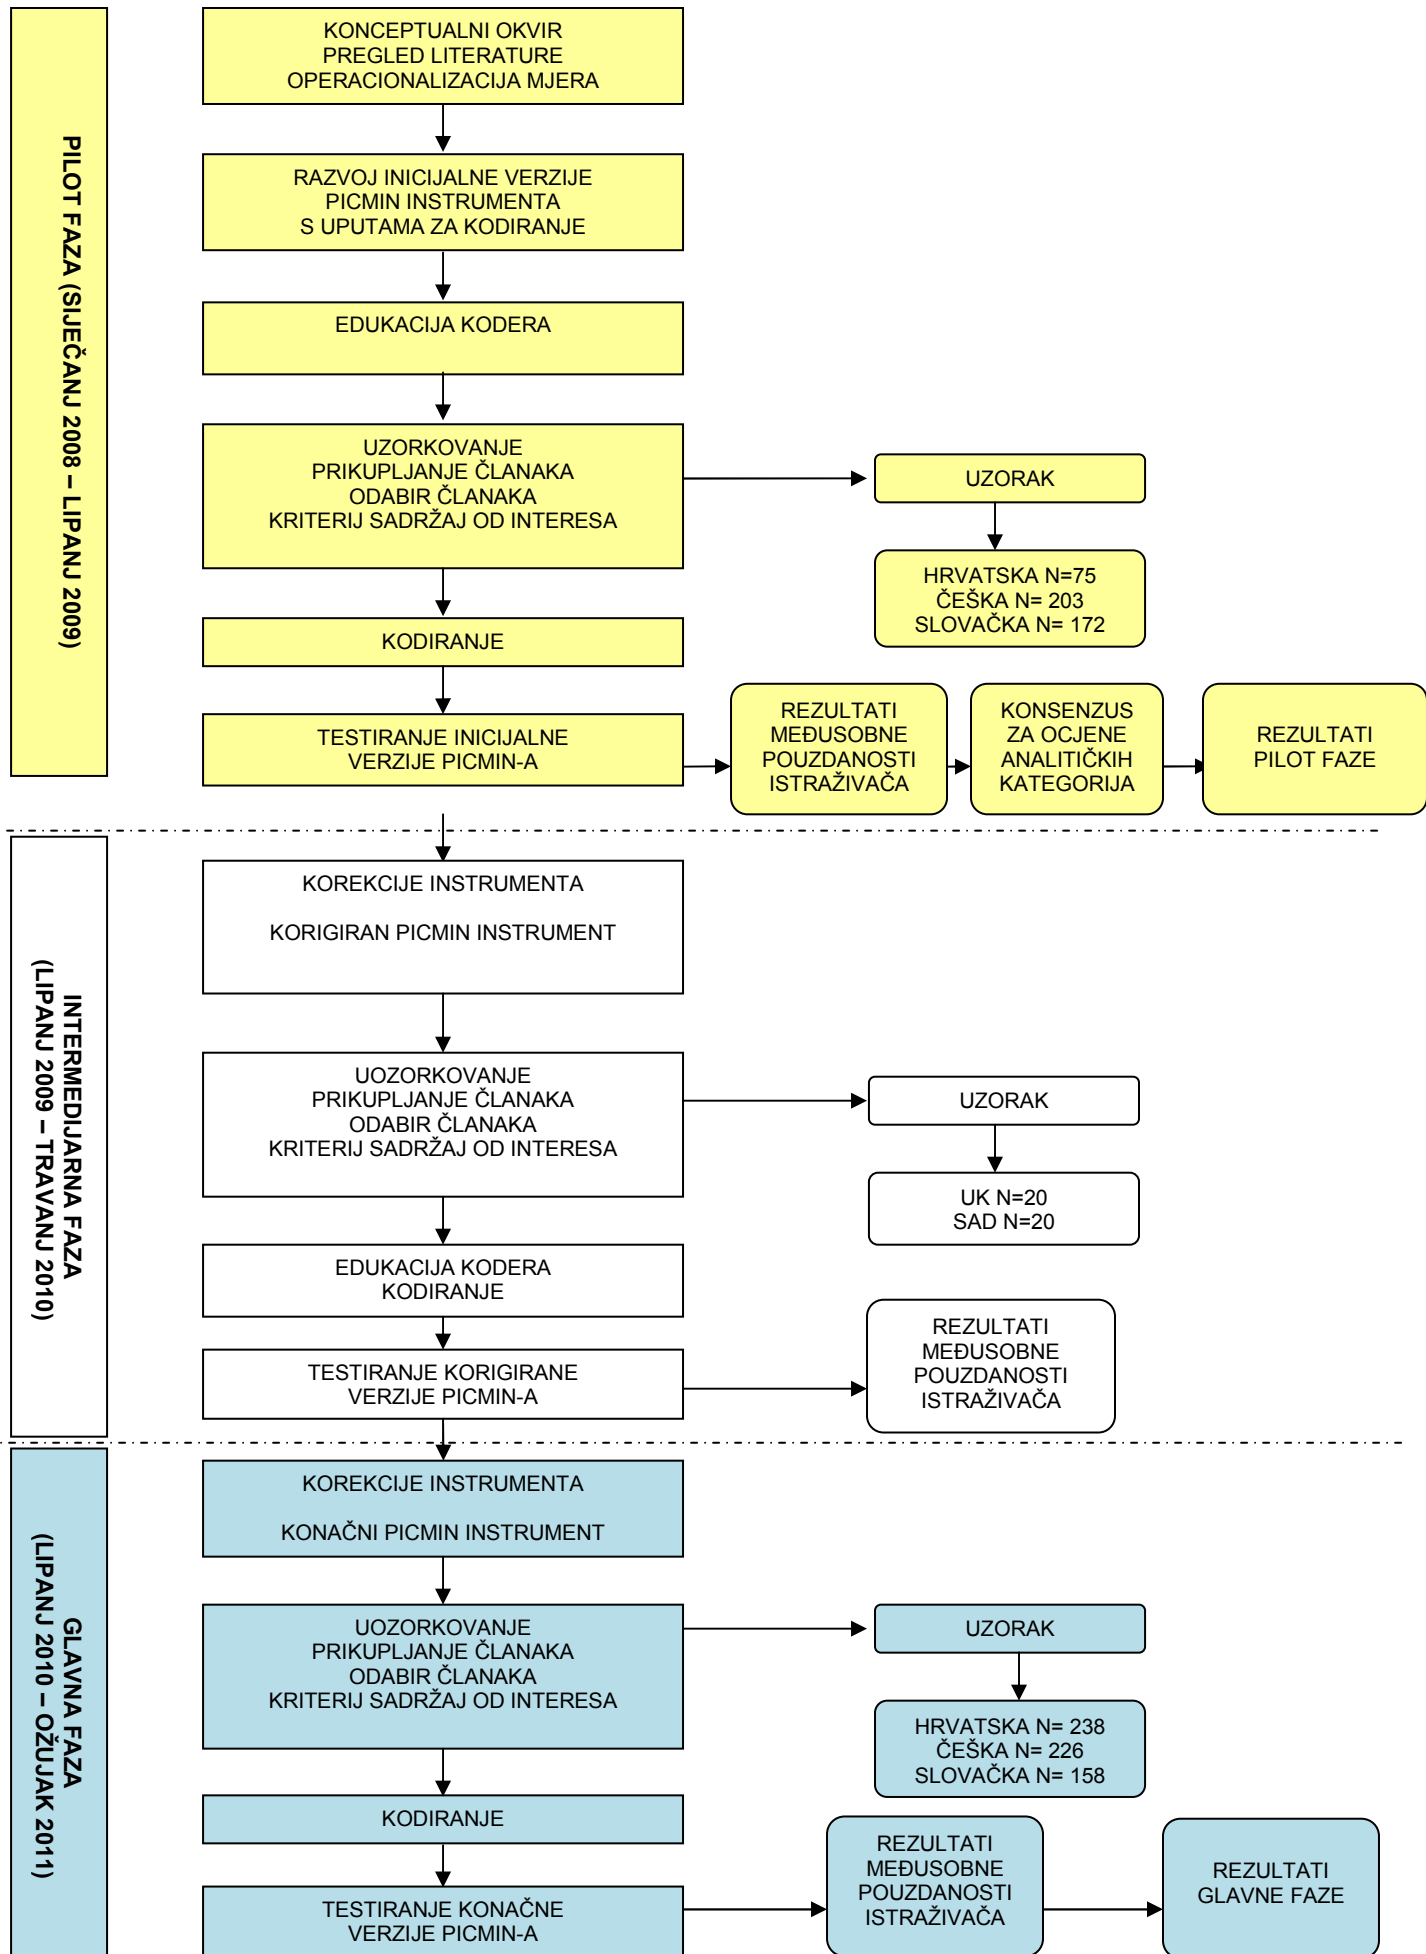 PILOT FAZA (SIJEČANJ 2008 – LIPANJ 2009)
KONCEPTUALNI OKVIR
PREGLED LITERATURE
OPERACIONALIZACIJA MJERA
RAZVOJ INICIJALNE VERZIJE
PICMIN INSTRUMENTA
S UPUTAMA ZA KODIRANJE
EDUKACIJA KODERA
UZORKOVANJE
PRIKUPLJANJE ČLANAKA
ODABIR ČLANAKA
KRITERIJ SADRŽAJ OD INTERESA
UZORAK
HRVATSKA N=75
ČEŠKA N= 203
SLOVAČKA N= 172
KODIRANJE
TESTIRANJE INICIJALNE
VERZIJE PICMIN-A
REZULTATI
MEĐUSOBNE
POUZDANOSTI
ISTRAŽIVAČA
KONSENZUS
ZA OCJENE
ANALITIČKIH
KATEGORIJA
REZULTATI
PILOT FAZE
INTERMEDIJARNA FAZA
(LIPANJ 2009 – TRAVANJ 2010)
KOREKCIJE INSTRUMENTA
KORIGIRAN PICMIN INSTRUMENT
UOZORKOVANJE
PRIKUPLJANJE ČLANAKA
ODABIR ČLANAKA
KRITERIJ SADRŽAJ OD INTERESA
UZORAK
UK N=20
SAD N=20
EDUKACIJA KODERA
KODIRANJE
TESTIRANJE KORIGIRANE
VERZIJE PICMIN-A
REZULTATI
MEĐUSOBNE
POUZDANOSTI
ISTRAŽIVAČA
GLAVNA FAZA
(LIPANJ 2010 – OŽUJAK 2011)
KOREKCIJE INSTRUMENTA
KONAČNI PICMIN INSTRUMENT
UOZORKOVANJE
PRIKUPLJANJE ČLANAKA
ODABIR ČLANAKA
KRITERIJ SADRŽAJ OD INTERESA
UZORAK
HRVATSKA N= 238
ČEŠKA N= 226
SLOVAČKA N= 158
KODIRANJE
TESTIRANJE KONAČNE
VERZIJE PICMIN-A
REZULTATI
MEĐUSOBNE
POUZDANOSTI
ISTRAŽIVAČA
REZULTATI
GLAVNE FAZE